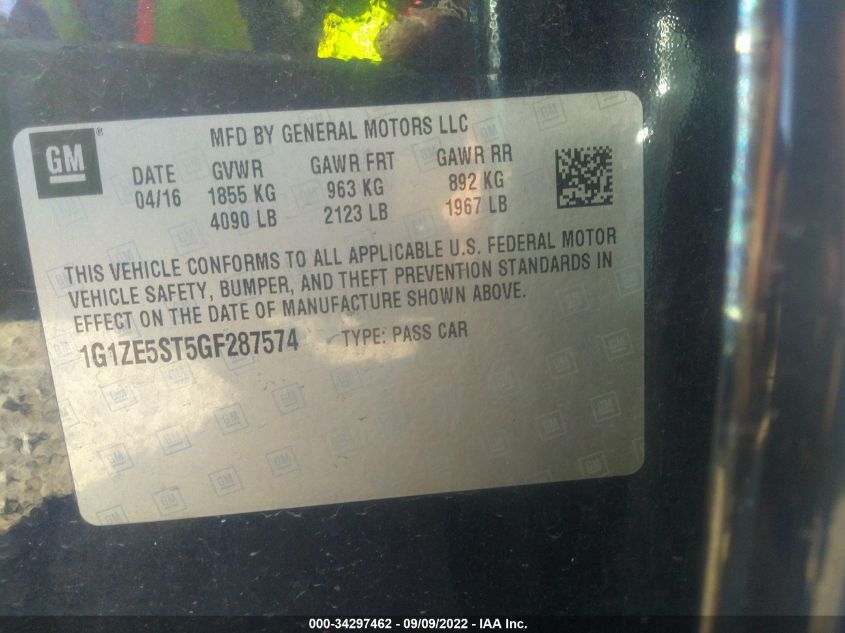 GM®
MFD BY GENERAL MOTORS LLC
DATE GVWR GAWR FRT GAWR RR
04/16 1855 KG 963 KG 892 KG
4090 LB 2123 LB 1967 LB
THIS VEHICLE CONFORMS TO ALL APPLICABLE U.S. FEDERAL MOTOR
VEHICLE SAFETY, BUMPER, AND THEFT PREVENTION STANDARDS IN
EFFECT ON THE DATE OF MANUFACTURE SHOWN ABOVE.
1G1ZE5ST5GF287574 TYPE: PASS CAR
000-34297462 - 09/09/2022 - IAA Inc.